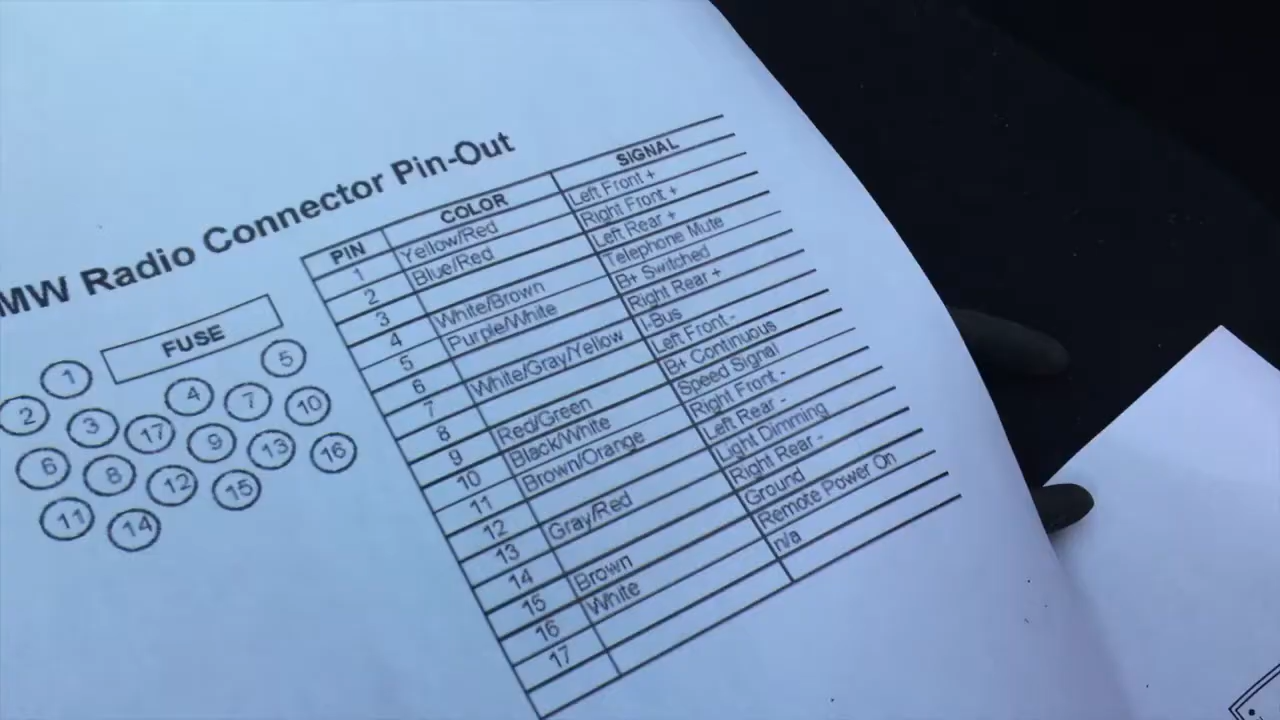 MW Radio Connector Pin-Out
FUSE
1 5
2 3 4 7 10
17 9
6 8 12 13 16
11 14 15
PIN COLOR SIGNAL
1 Yellow/Red Left Front +
2 Blue/Red Right Front +
3 Left Rear +
4 White/Brown Telephone Mute
5 Purple/White B+ Switched
6 Right Rear +
7 White/Gray/Yellow I-Bus
8 Left Front -
9 Red/Green B+ Continuous
10 Black/White Speed Signal
11 Brown/Orange Right Front -
12 Left Rear -
13 Gray/Red Light Dimming
14 Right Rear -
15 Brown Ground
16 White Remote Power On
17 n/a